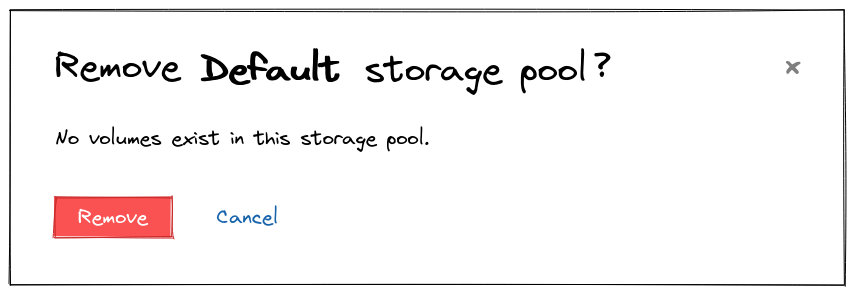 Remove Default storage pool?
×
No volumes exist in this storage pool.
Remove Cancel